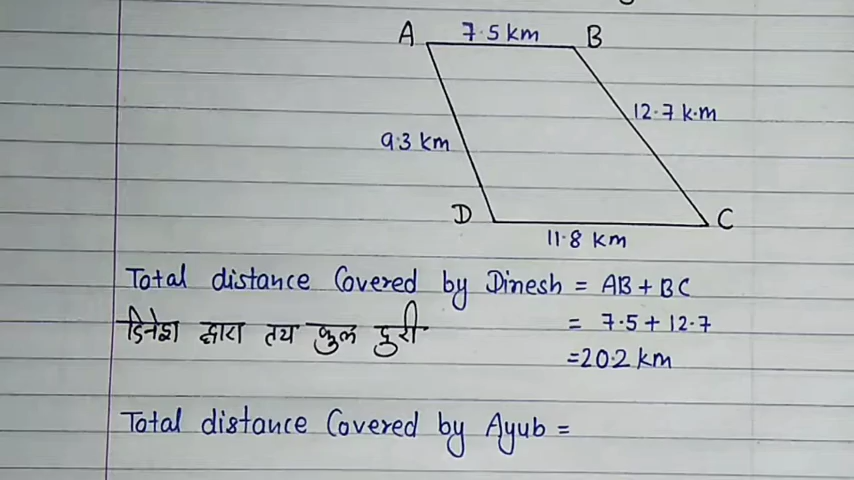 A 7.5 km B
12.7 k.m
9.3 km
D C
11.8 km
Total distance Covered by Dinesh = AB + BC
डिनेश द्वारा तय कुल दुरी = 7.5 + 12.7
= 20.2 km
Total distance Covered by Ayub =